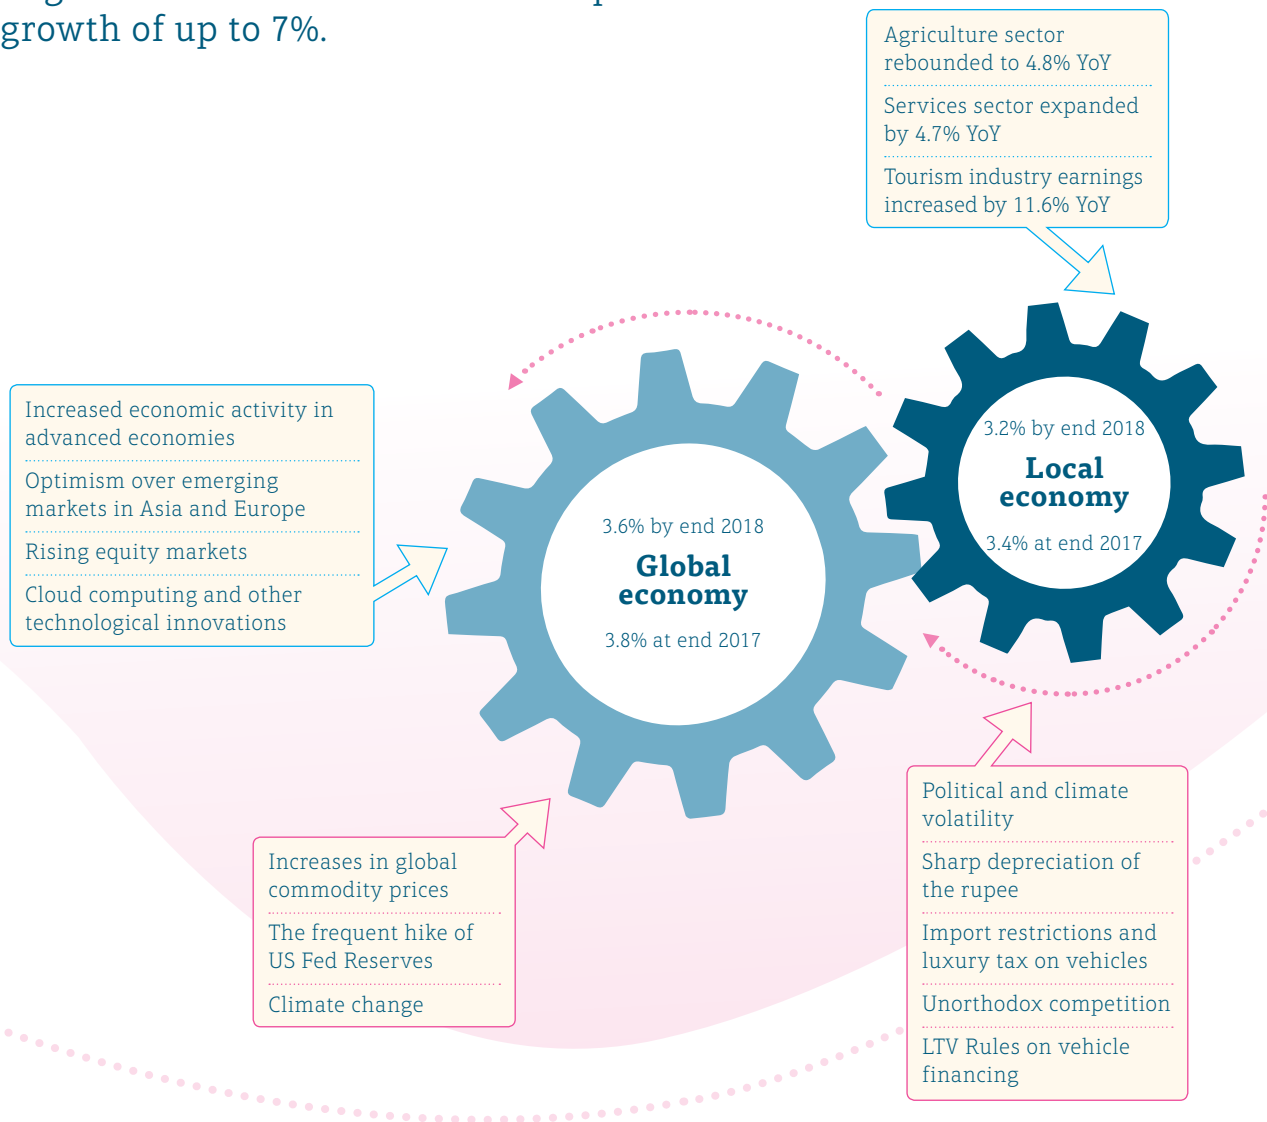 growth of up to 7%.
Agriculture sector
rebounded to 4.8% YoY
Services sector expanded
by 4.7% YoY
Tourism industry earnings
increased by 11.6% YoY
Increased economic activity in
advanced economies
Optimism over emerging
markets in Asia and Europe
Rising equity markets
Cloud computing and other
technological innovations
3.6% by end 2018
Global
economy
3.8% at end 2017
3.2% by end 2018
Local
economy
3.4% at end 2017
Increases in global
commodity prices
The frequent hike of
US Fed Reserves
Climate change
Political and climate
volatility
Sharp depreciation of
the rupee
Import restrictions and
luxury tax on vehicles
Unorthodox competition
LTV Rules on vehicle
financing